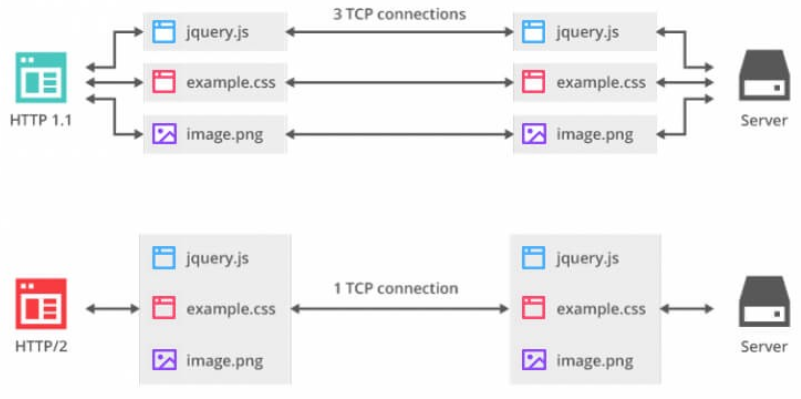 3 TCP connections
jquery.js
jquery.js
example.css
example.css
HTTP 1.1
Server
image.png
image.png
jquery.js
jquery.js
1 TCP connection
example.css
example.css
HTTP/2
Server
image.png
image.png